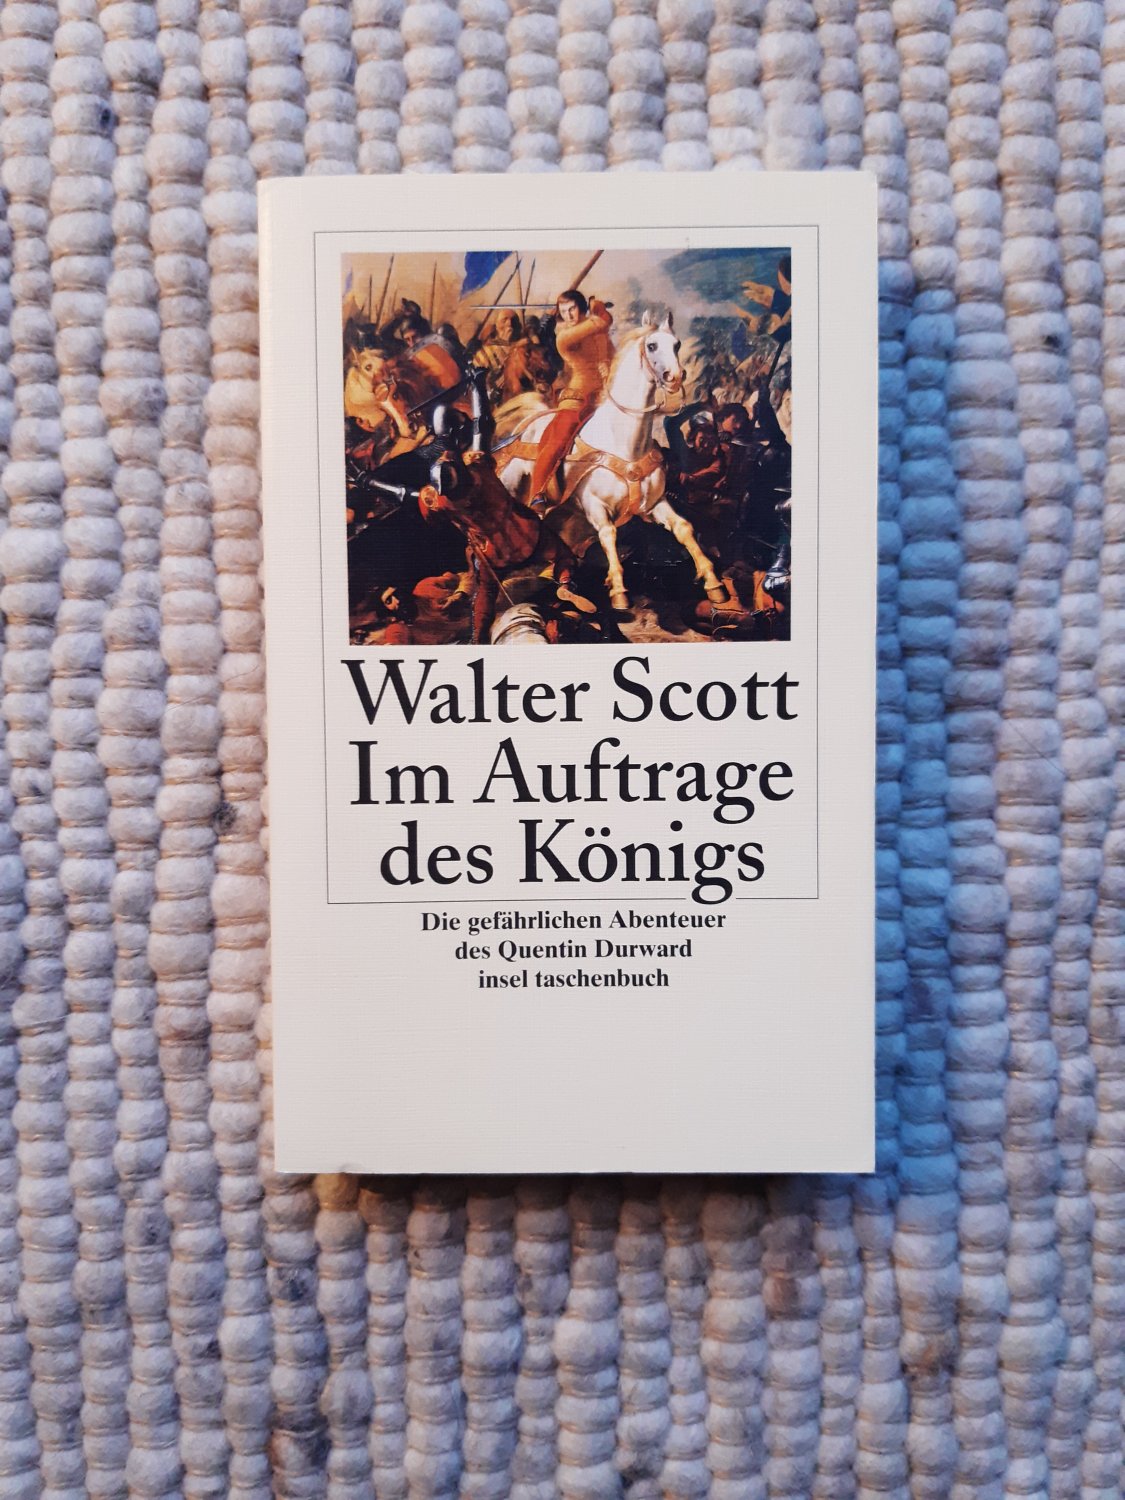 Walter Scott
Im Auftrage
des Königs
Die gefährlichen Abenteuer
des Quentin Durward
insel taschenbuch